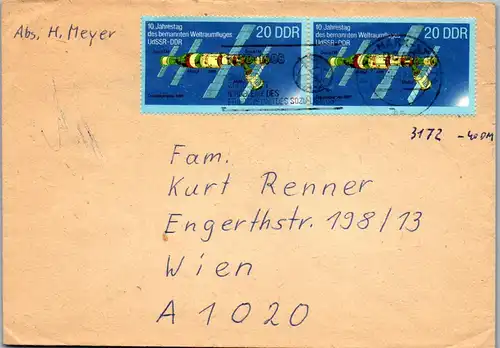 Abs. H. Meyer
10. Jahrestag
des bemannten Weltraumfluges
UdSSR-DDR
20 DDR
10. Jahrestag
des bemannten Weltraumfluges
UdSSR-DDR
20 DDR
3172 -40PM
Fam.
Kurt Renner
Engerthstr. 198/13
Wien
A 1020